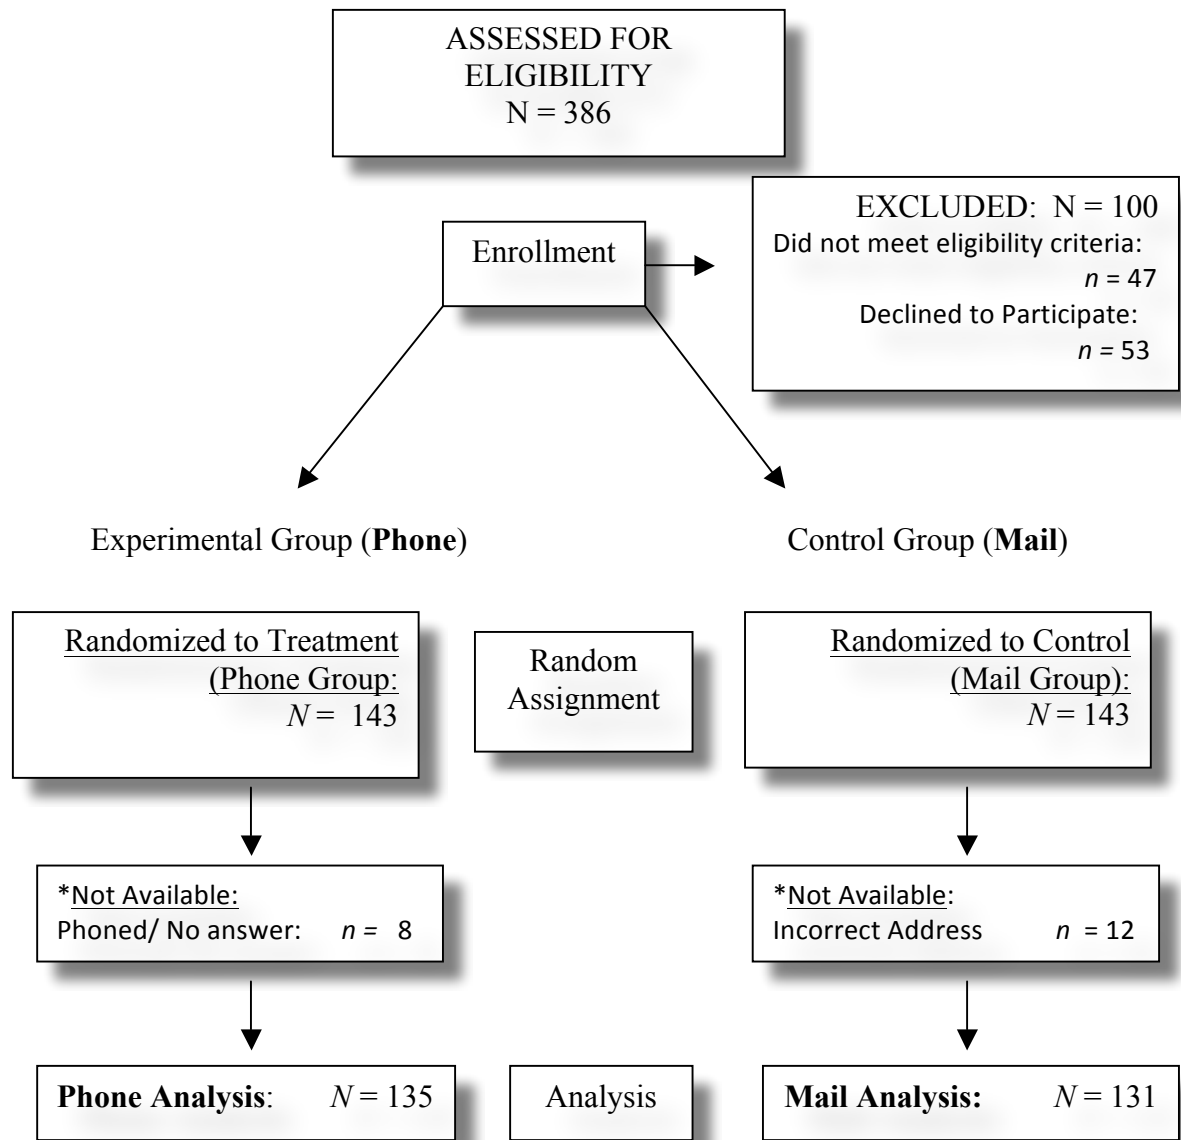 ASSESSED FOR
ELIGIBILITY
N = 386
EXCLUDED: N = 100
Did not meet eligibility criteria:
n = 47
Declined to Participate:
n = 53
Enrollment
Experimental Group (Phone)
Control Group (Mail)
Randomized to Treatment
(Phone Group:
N = 143
Random
Assignment
Randomized to Control
(Mail Group):
N = 143
*Not Available:
Phoned/ No answer: n = 8
*Not Available:
Incorrect Address n = 12
Phone Analysis: N = 135
Analysis
Mail Analysis: N = 131